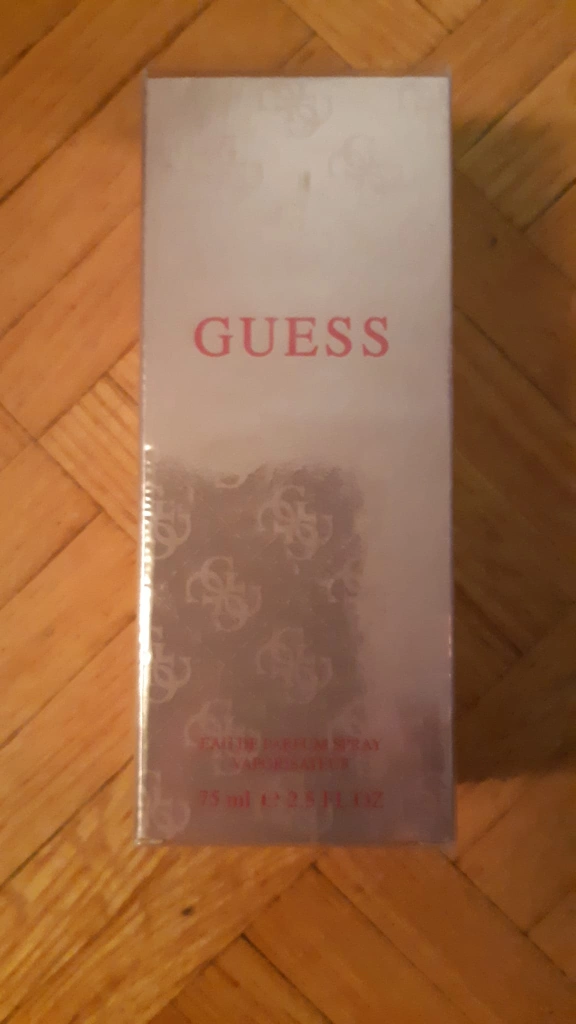 GUESS
EAU DE PARFUM SPRAY
VAPORISATEUR
75 ml e 2.5 FL OZ